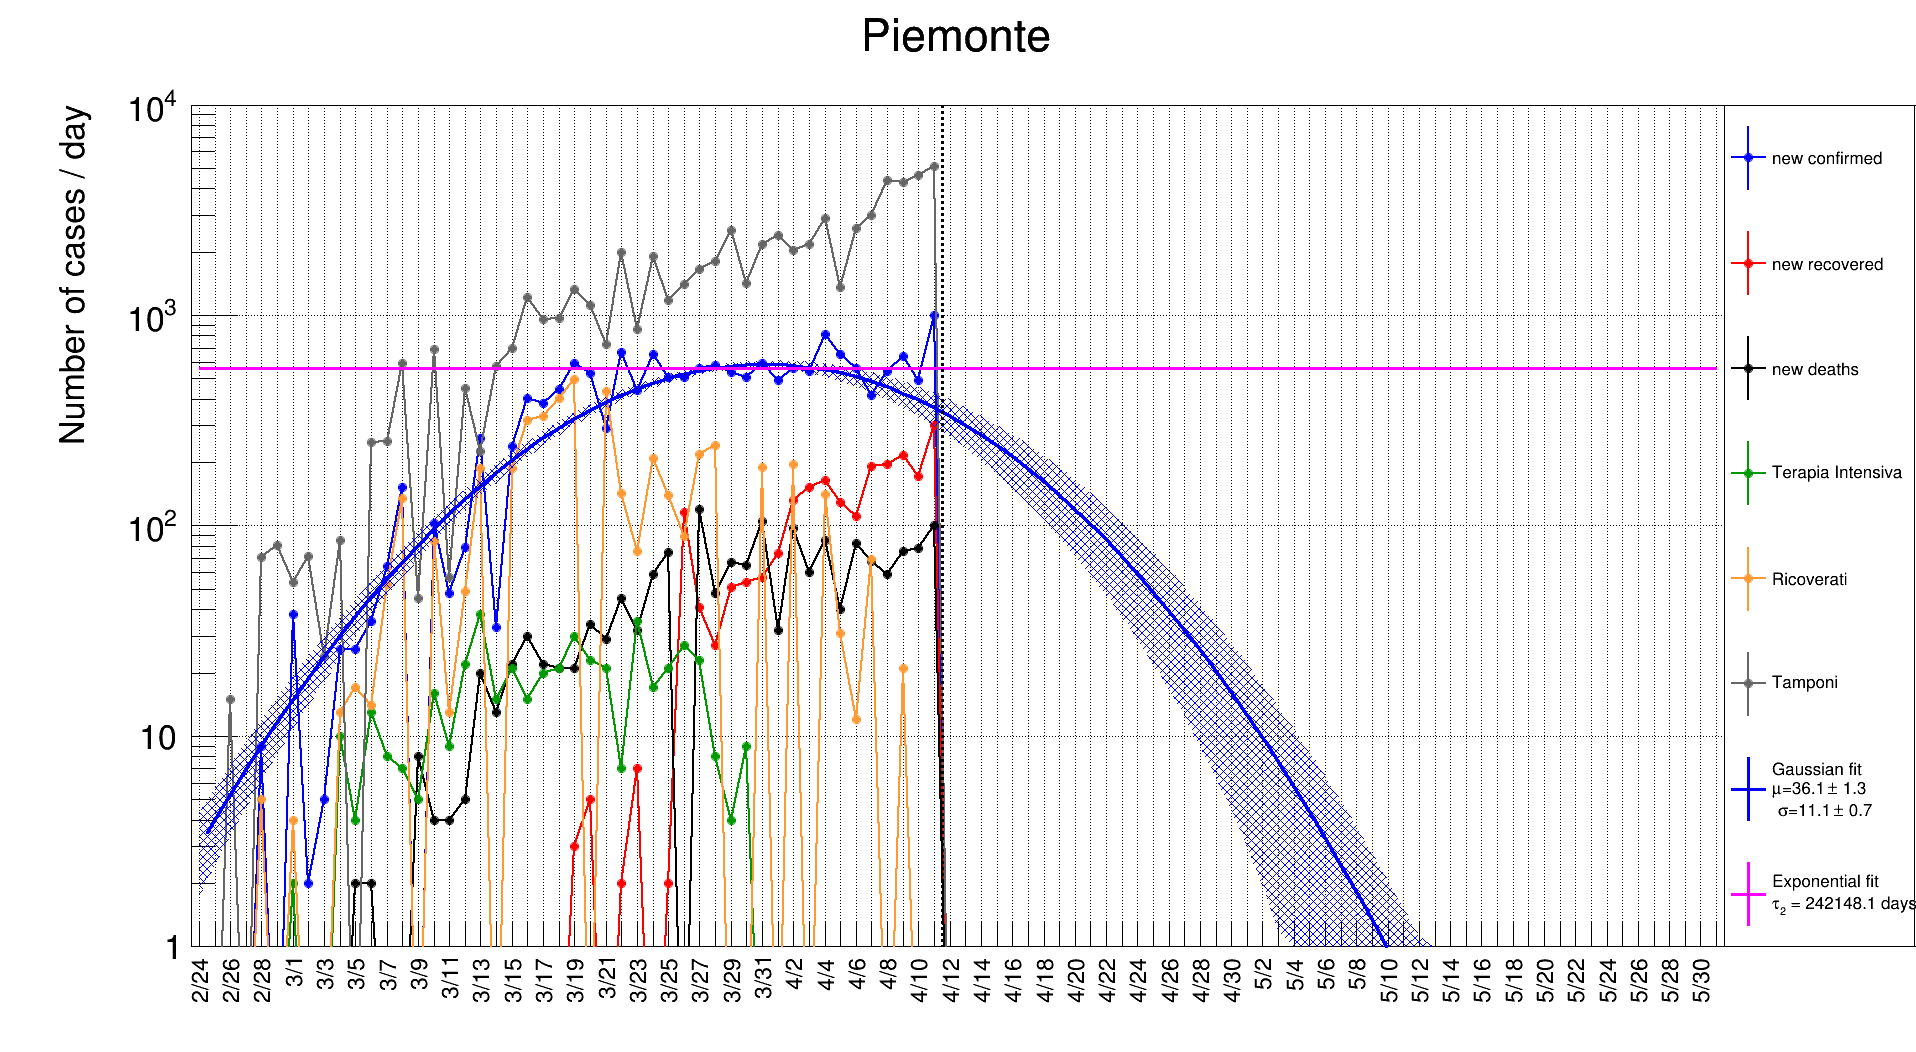 Piemonte
Number of cases / day
10⁴
10³
10²
10
1
2/24 2/26 2/28 3/1 3/3 3/5 3/7 3/9 3/11 3/13 3/15 3/17 3/19 3/21 3/23 3/25 3/27 3/29 3/31 4/2 4/4 4/6 4/8 4/10 4/12 4/14 4/16 4/18 4/20 4/22 4/24 4/26 4/28 4/30 5/2 5/4 5/6 5/8 5/10 5/12 5/14 5/16 5/18 5/20 5/22 5/24 5/26 5/28 5/30
new confirmed
new recovered
new deaths
Terapia Intensiva
Ricoverati
Tamponi
Gaussian fit
μ=36.1± 1.3
σ=11.1± 0.7
Exponential fit
τ₂ = 242148.1 days